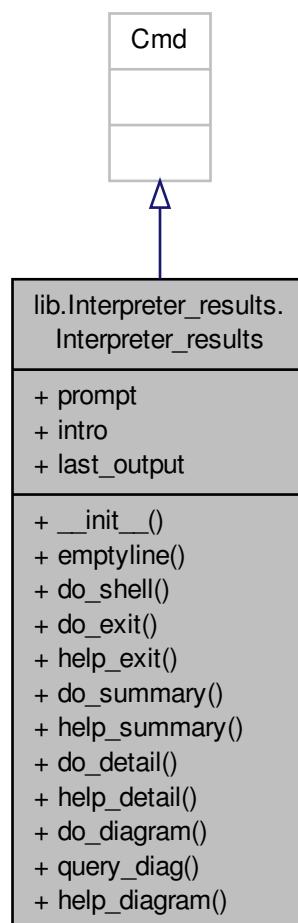 Cmd
lib.Interpreter_results.
Interpreter_results
+ prompt
+ intro
+ last_output
+ __init__()
+ emptyline()
+ do_shell()
+ do_exit()
+ help_exit()
+ do_summary()
+ help_summary()
+ do_detail()
+ help_detail()
+ do_diagram()
+ query_diag()
+ help_diagram()